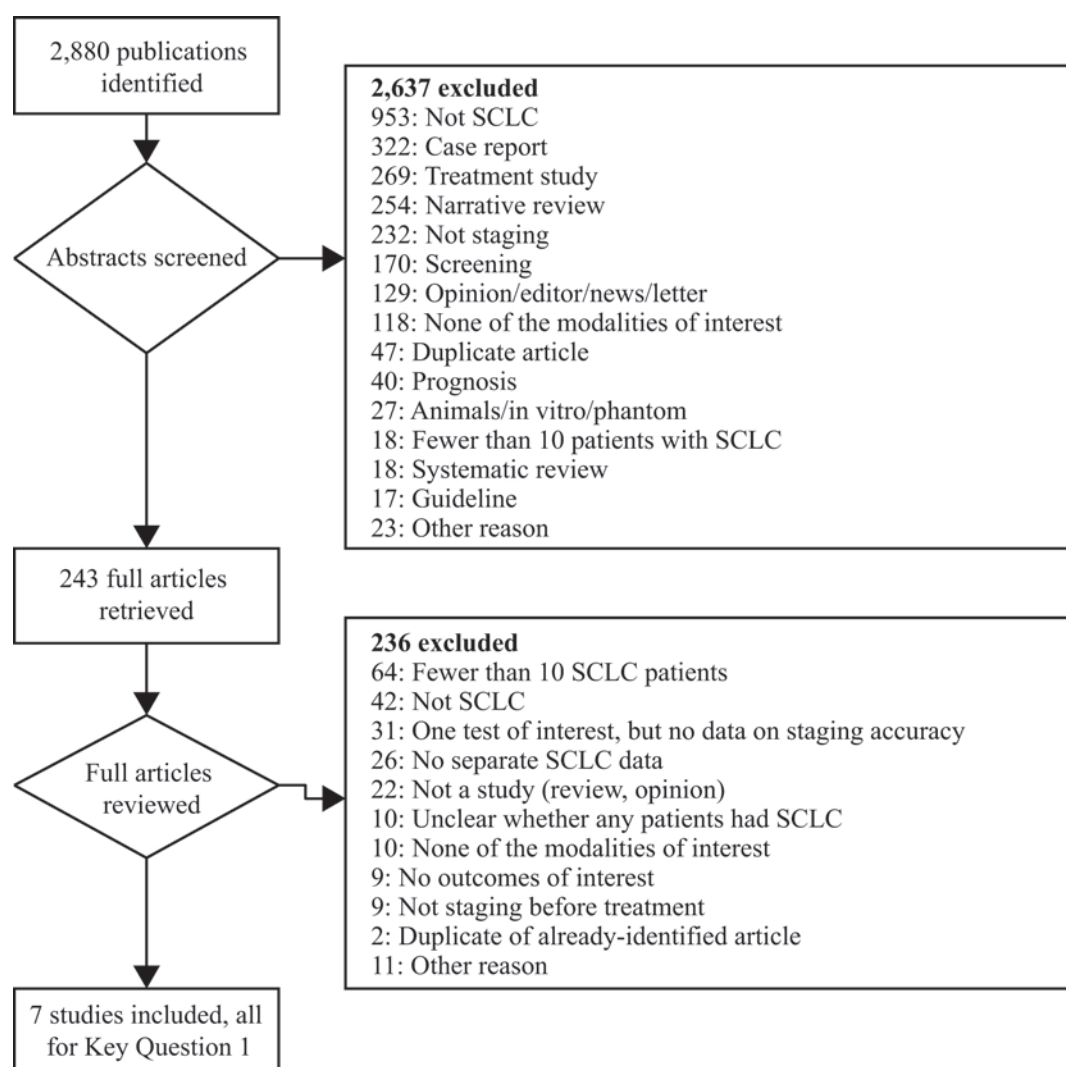 2,880 publications
identified
2,637 excluded
953: Not SCLC
322: Case report
269: Treatment study
254: Narrative review
232: Not staging
170: Screening
129: Opinion/editor/news/letter
118: None of the modalities of interest
47: Duplicate article
40: Prognosis
27: Animals/in vitro/phantom
18: Fewer than 10 patients with SCLC
18: Systematic review
17: Guideline
23: Other reason
Abstracts screened
243 full articles
retrieved
236 excluded
64: Fewer than 10 SCLC patients
42: Not SCLC
31: One test of interest, but no data on staging accuracy
26: No separate SCLC data
22: Not a study (review, opinion)
10: Unclear whether any patients had SCLC
10: None of the modalities of interest
9: No outcomes of interest
9: Not staging before treatment
2: Duplicate of already-identified article
11: Other reason
Full articles
reviewed
7 studies included, all
for Key Question 1